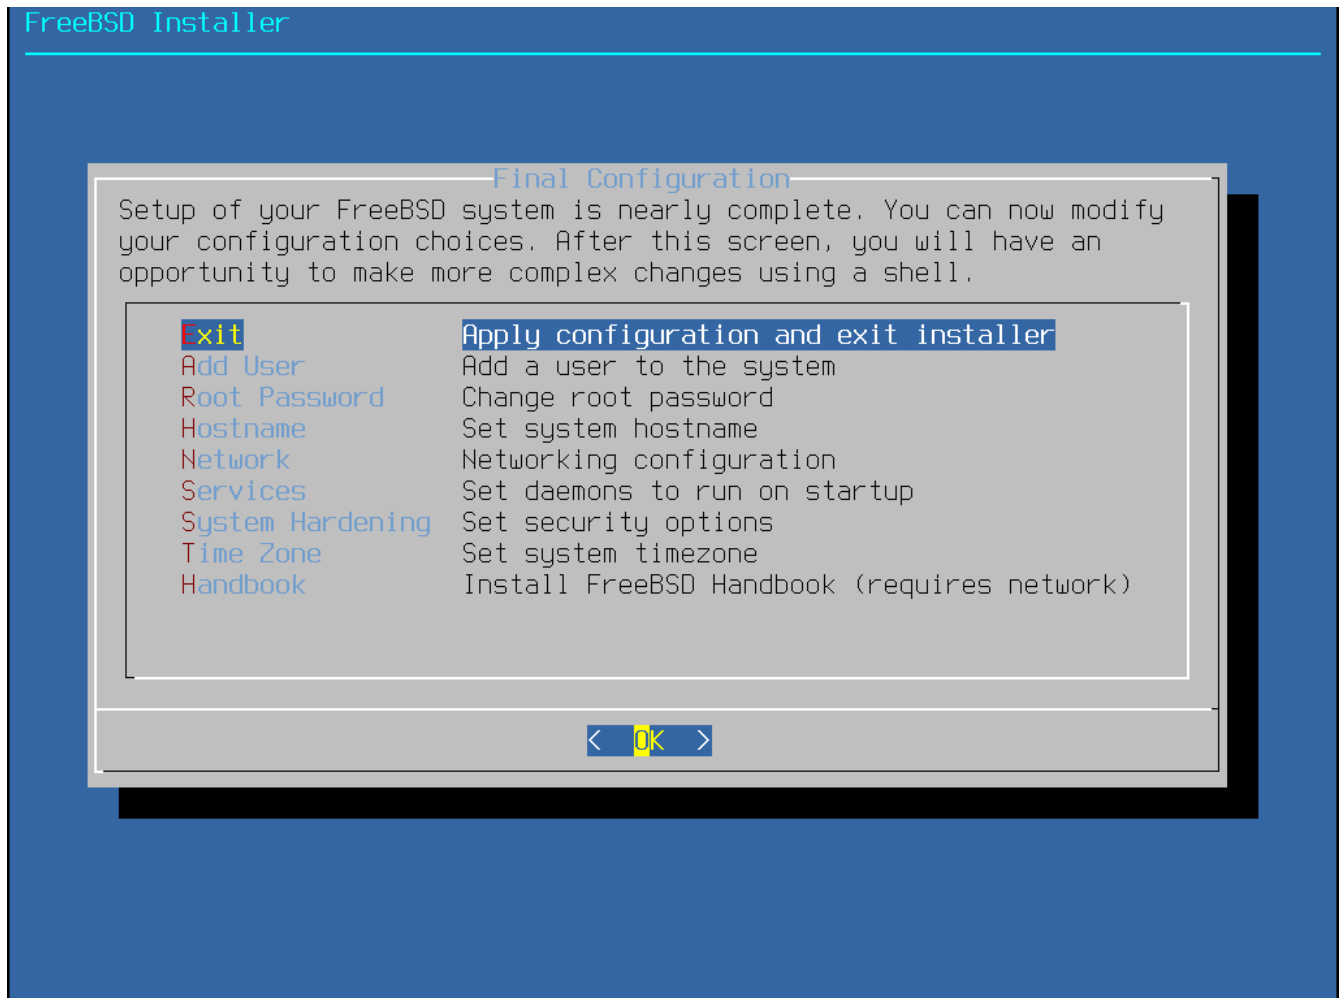 FreeBSD Installer
Final Configuration
Setup of your FreeBSD system is nearly complete. You can now modify
your configuration choices. After this screen, you will have an
opportunity to make more complex changes using a shell.
Exit Apply configuration and exit installer
Add User Add a user to the system
Root Password Change root password
Hostname Set system hostname
Network Networking configuration
Services Set daemons to run on startup
System Hardening Set security options
Time Zone Set system timezone
Handbook Install FreeBSD Handbook (requires network)
< OK >